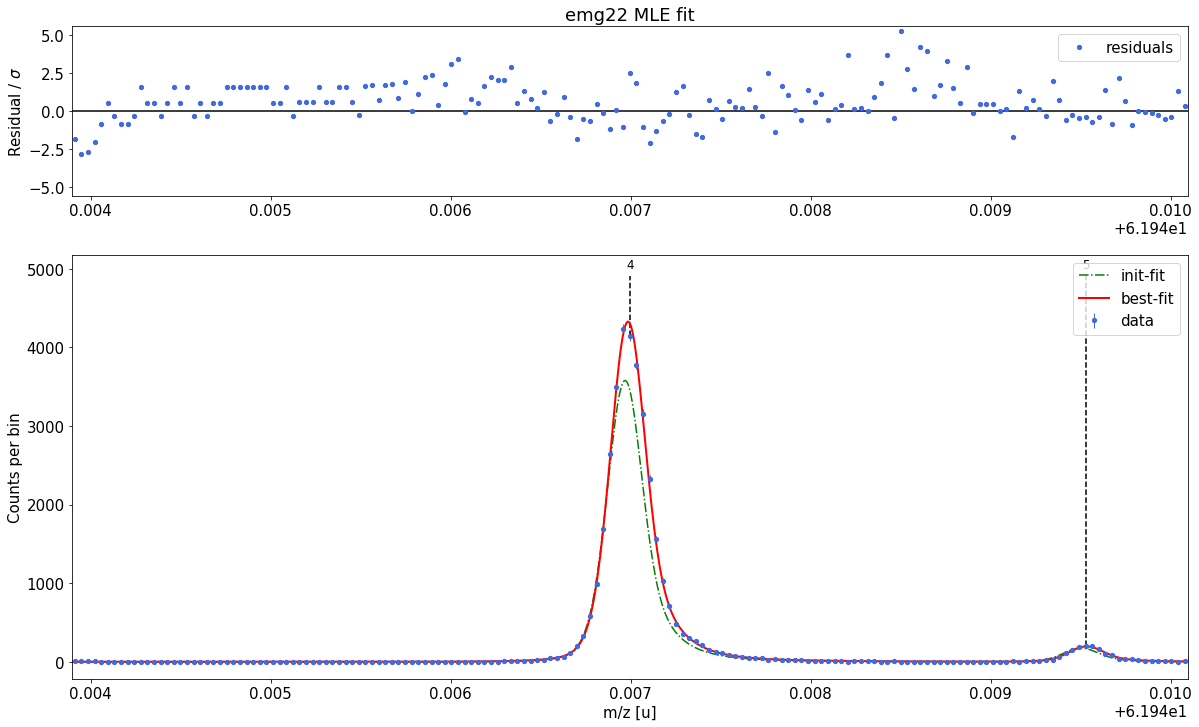 emg22 MLE fit
Residual / σ
5.0
2.5
0.0
−2.5
−5.0
residuals
0.004 0.005 0.006 0.007 0.008 0.009 0.010
+6.194e1
Counts per bin
5000
4000
3000
2000
1000
0
4
5
init-fit
best-fit
data
0.004 0.005 0.006 0.007 0.008 0.009 0.010
m/z [u]
+6.194e1